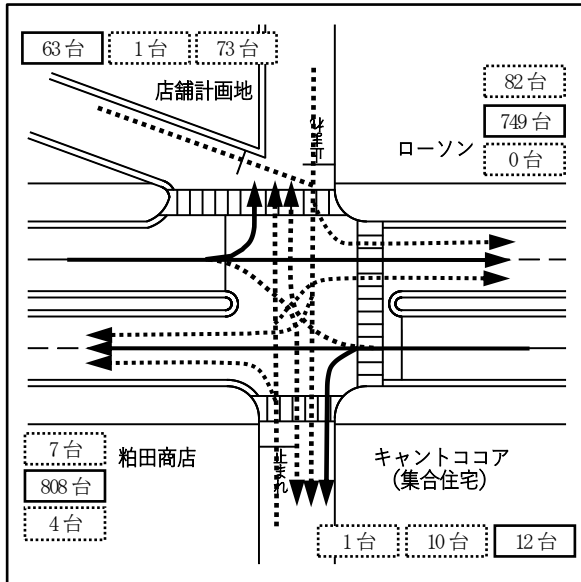 63台 1台 73台
店舗計画地
止まれ
ローソン
82台
749台
0台
7台
808台
4台
粕田商店
止まれ
キャントココア
(集合住宅)
1台 10台 12台